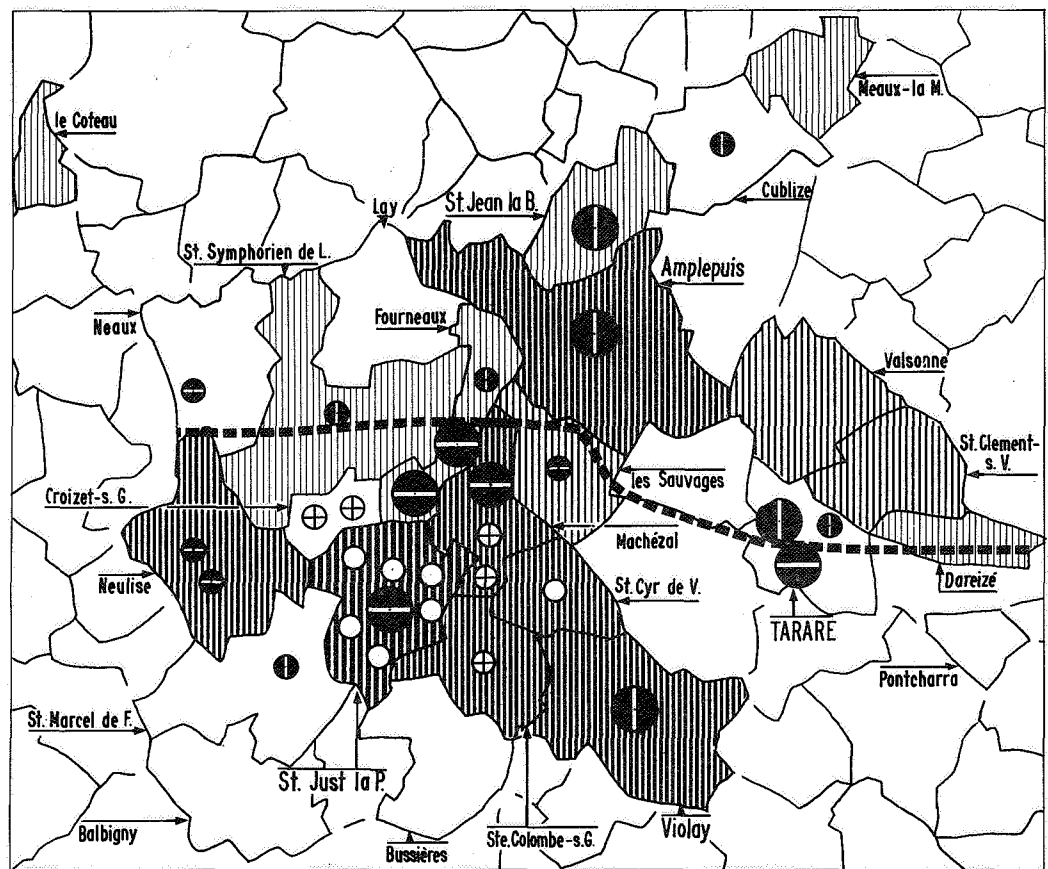 Meaux-la M.
le Coteau
Cublize
St. Jean la B.
Lay
St. Symphorien de L.
Amplepuis
Neaux
Fourneaux
Valsonne
St. Clement-
s. V.
les Sauvages
Croizet-s. G.
Machézal
Neulise
St. Cyr de V.
Dareizé
TARARE
Pontcharra
St. Marcel de F.
St. Just la P.
Balbigny
Ste. Colombe-s.G.
Violay
Bussières